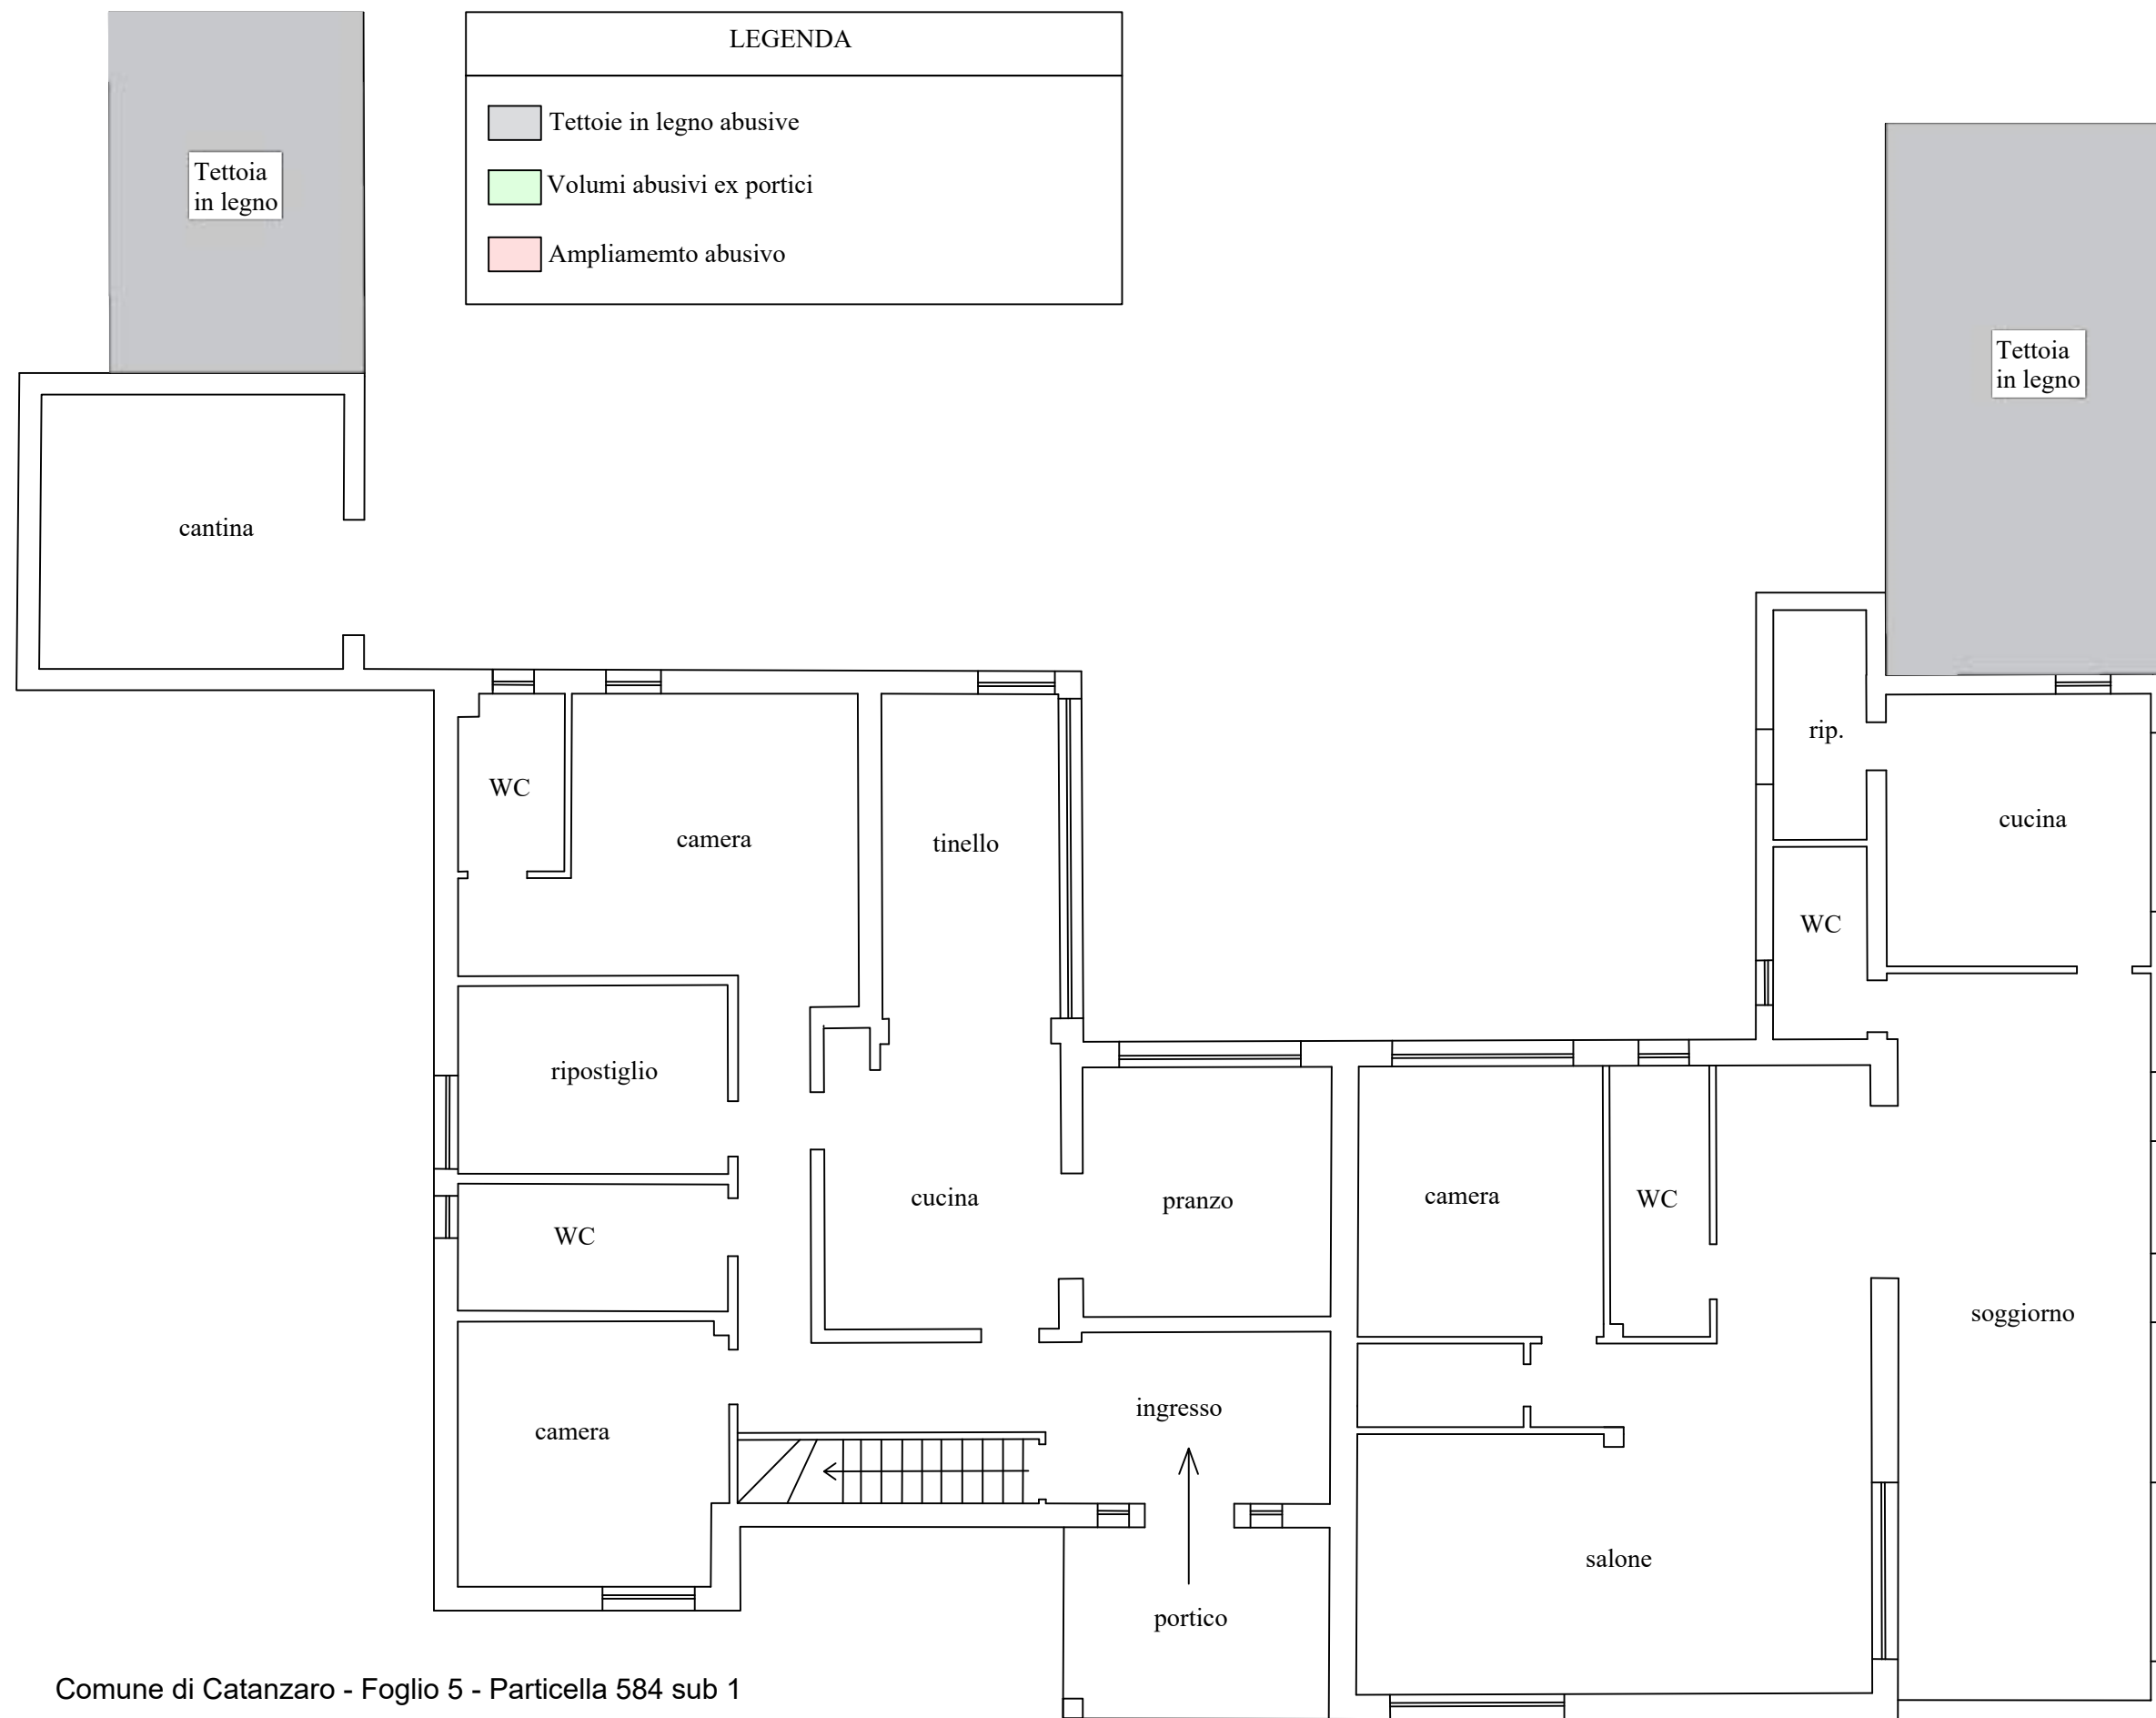 LEGENDA
Tettoie in legno abusive
Volumi abusivi ex portici
Ampliamemto abusivo
Tettoia
in legno
Tettoia
in legno
cantina
rip.
WC
camera
tinello
cucina
WC
ripostiglio
WC
cucina
pranzo
camera
WC
soggiorno
camera
ingresso
salone
portico
Comune di Catanzaro - Foglio 5 - Particella 584 sub 1